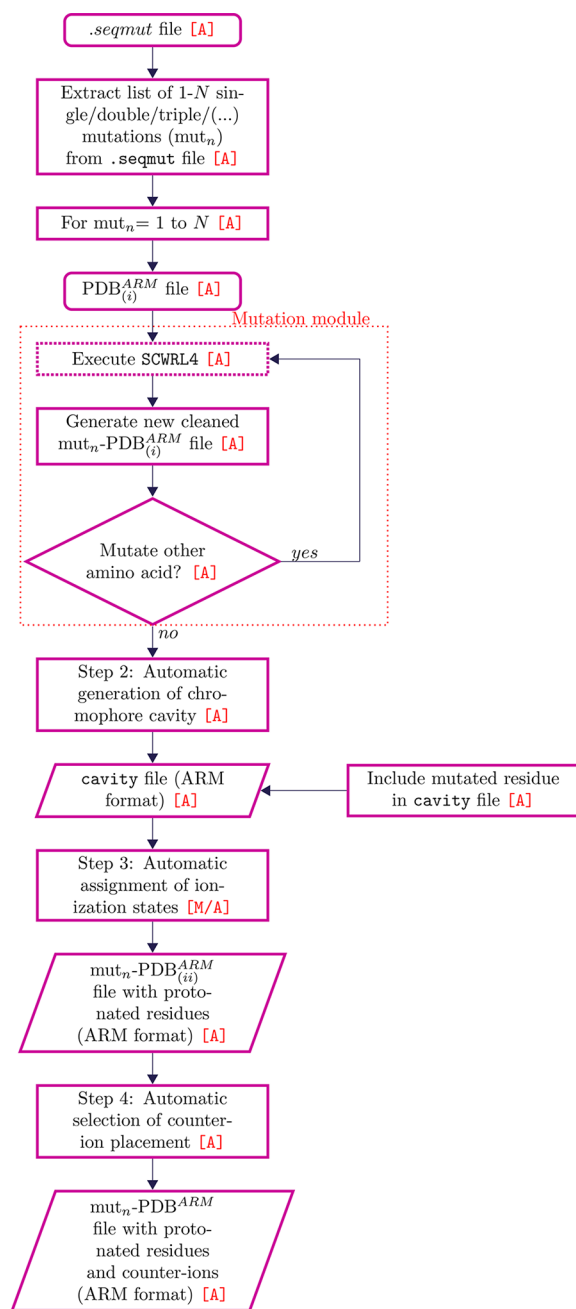 .seqmut file [A]
Extract list of 1-N sin-
gle/double/triple/(...)
mutations (mutₙ)
from .seqmut file [A]
For mutₙ= 1 to N [A]
PDB^{ARM}_{(i)} file [A]
Mutation module
Execute SCWRL4 [A]
Generate new cleaned
mutₙ-PDB^{ARM}_{(i)} file [A]
Mutate other
amino acid? [A]
yes
no
Step 2: Automatic
generation of chro-
mophore cavity [A]
cavity file (ARM
format) [A]
Include mutated residue
in cavity file [A]
Step 3: Automatic
assignment of ion-
ization states [M/A]
mutₙ-PDB^{ARM}_{(ii)}
file with proto-
nated residues
(ARM format) [A]
Step 4: Automatic
selection of counter-
ion placement [A]
mutₙ-PDB^{ARM}
file with proto-
nated residues
and counter-ions
(ARM format) [A]